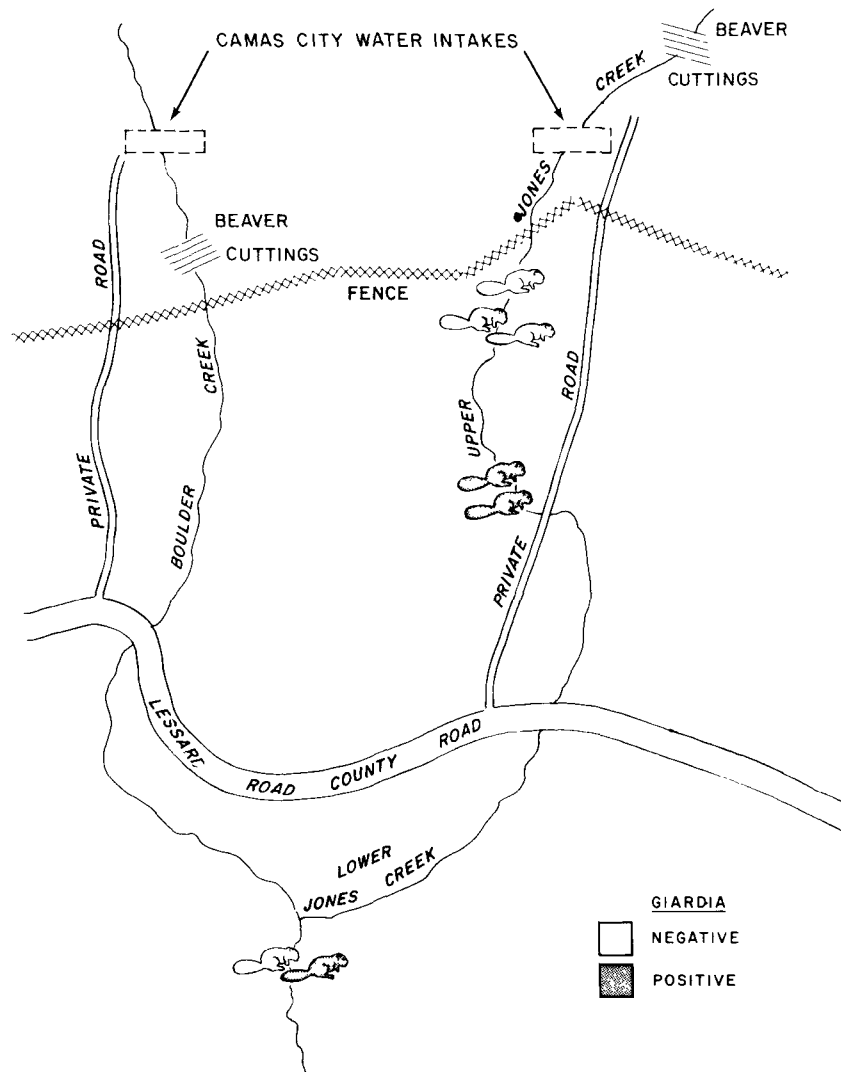 BEAVER
CAMAS CITY WATER INTAKES
CREEK
CUTTINGS
JONES
BEAVER
CUTTINGS
ROAD
FENCE
CREEK
ROAD
UPPER
PRIVATE
BOULDER
PRIVATE
LESSARD ROAD COUNTY ROAD
LOWER
JONES CREEK
GIARDIA
NEGATIVE
POSITIVE